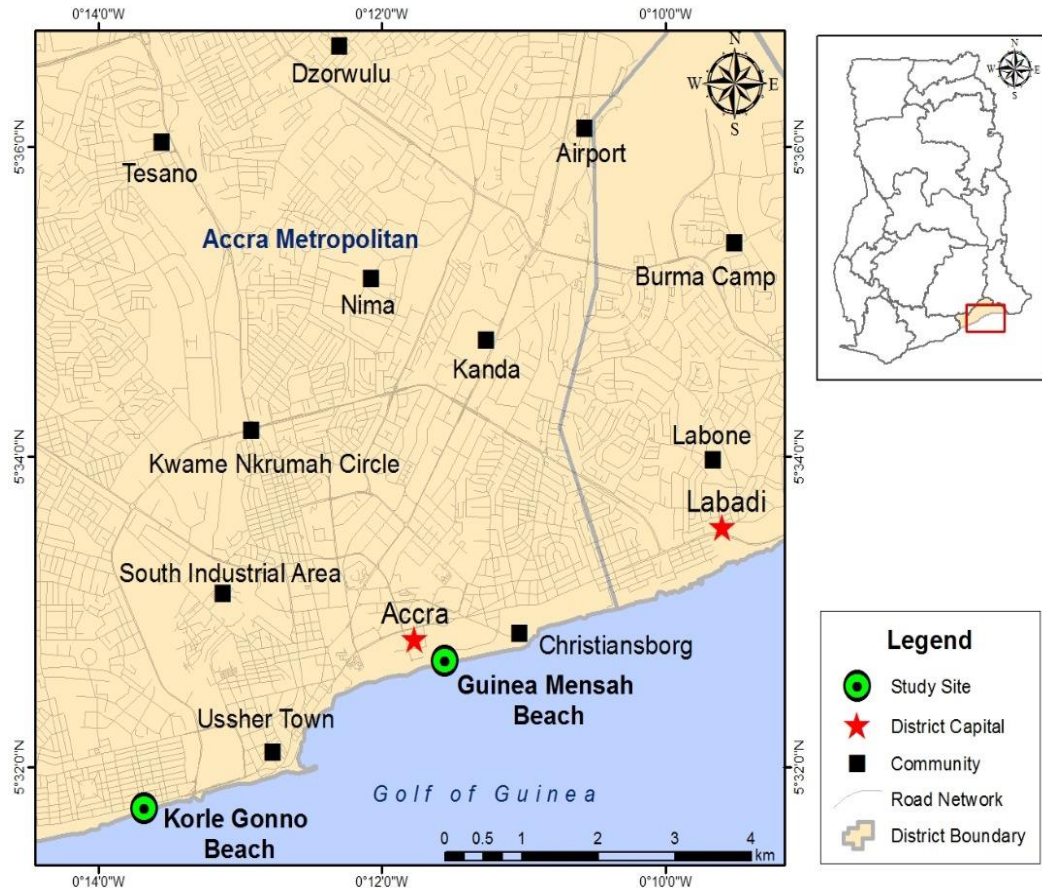 0°14'0"W
0°12'0"W
0°10'0"W
N
W
E
S
Dzorwulu
Airport
5°36'0"N
5°36'0"N
Tesano
Accra Metropolitan
Burma Camp
Nima
Kanda
Labone
5°34'0"N
5°34'0"N
Kwame Nkrumah Circle
Labadi
South Industrial Area
Accra
Christiansborg
Guinea Mensah
Beach
Ussher Town
5°32'0"N
5°32'0"N
Golf of Guinea
Korle Gonno
Beach
0 0.5 1 2 3 4
km
0°14'0"W
0°12'0"W
0°10'0"W
N
W
E
S
Legend
Study Site
District Capital
Community
Road Network
District Boundary